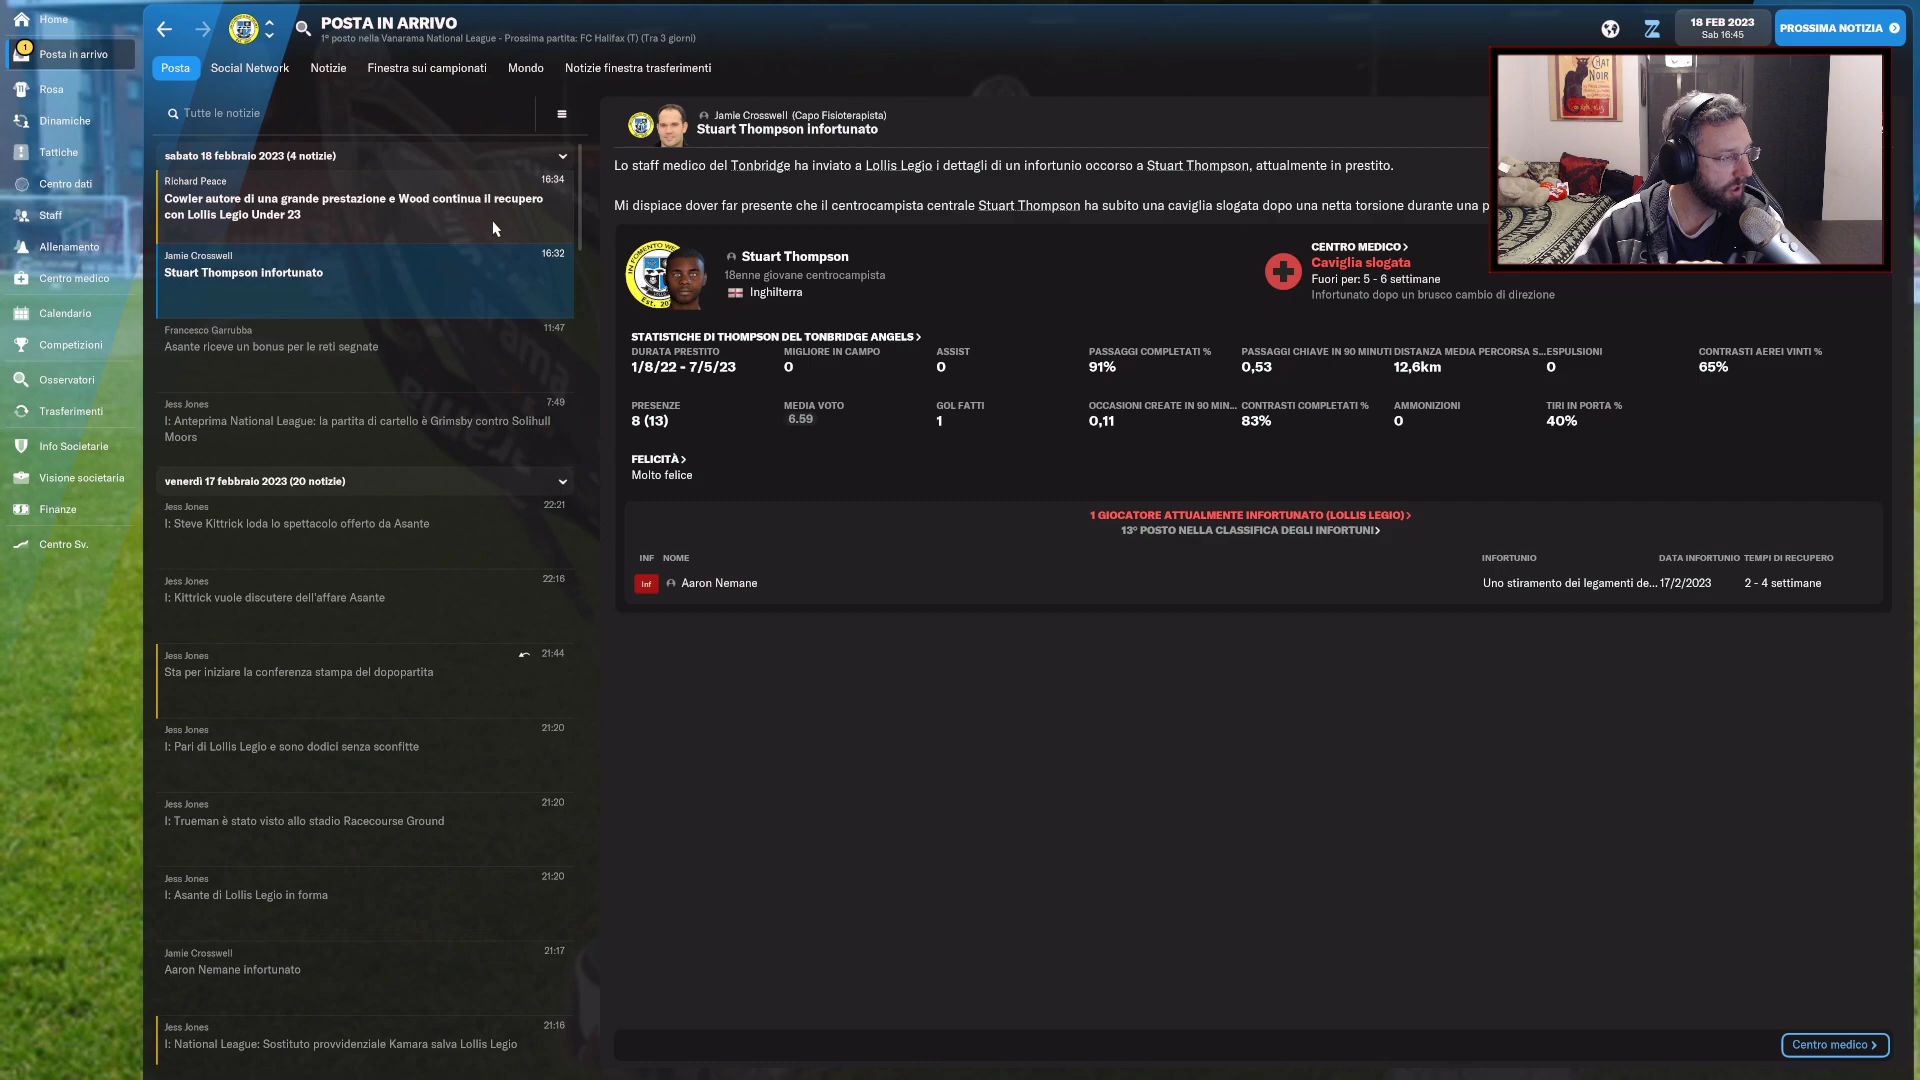 Home
1
Posta in arrivo
Rosa
Dinamiche
Tattiche
Centro dati
Staff
Allenamento
Centro medico
Calendario
Competizioni
Osservatori
Trasferimenti
Info Societarie
Visione societaria
Finanze
Centro Sv.
POSTA IN ARRIVO
1° posto nella Vanarama National League - Prossima partita: FC Halifax (T) (Tra 3 giorni)
18 FEB 2023
Sab 16:45
PROSSIMA NOTIZIA
Posta
Social Network
Notizie
Finestra sui campionati
Mondo
Notizie finestra trasferimenti
Tutte le notizie
sabato 18 febbraio 2023 (4 notizie)
Richard Peace
16:34
Cowler autore di una grande prestazione e Wood continua il recupero
con Lollis Legio Under 23
Jamie Crosswell
16:32
Stuart Thompson infortunato
Francesco Garrubba
11:47
Asante riceve un bonus per le reti segnate
Jess Jones
7:49
I: Anteprima National League: la partita di cartello è Grimsby contro Solihull
Moors
venerdì 17 febbraio 2023 (20 notizie)
Jess Jones
22:21
I: Steve Kittrick loda lo spettacolo offerto da Asante
Jess Jones
22:16
I: Kittrick vuole discutere dell'affare Asante
Jess Jones
21:44
Sta per iniziare la conferenza stampa del dopopartita
Jess Jones
21:20
I: Pari di Lollis Legio e sono dodici senza sconfitte
Jess Jones
21:20
I: Trueman è stato visto allo stadio Racecourse Ground
Jess Jones
21:20
I: Asante di Lollis Legio in forma
Jamie Crosswell
21:17
Aaron Nemane infortunato
Jess Jones
21:16
I: National League: Sostituto provvidenziale Kamara salva Lollis Legio
Jamie Crosswell (Capo Fisioterapista)
Stuart Thompson infortunato
Lo staff medico del Tonbridge ha inviato a Lollis Legio i dettagli di un infortunio occorso a Stuart Thompson, attualmente in prestito.
Mi dispiace dover far presente che il centrocampista centrale Stuart Thompson ha subito una caviglia slogata dopo una netta torsione durante una p
Stuart Thompson
18enne giovane centrocampista
Inghilterra
CENTRO MEDICO
Caviglia slogata
Fuori per: 5 - 6 settimane
Infortunato dopo un brusco cambio di direzione
STATISTICHE DI THOMPSON DEL TONBRIDGE ANGELS
DURATA PRESTITO
MIGLIORE IN CAMPO
ASSIST
PASSAGGI COMPLETATI %
PASSAGGI CHIAVE IN 90 MINUTI
DISTANZA MEDIA PERCORSA S...
ESPULSIONI
CONTRASTI AEREI VINTI %
1/8/22 - 7/5/23
0
0
91%
0,53
12,6km
0
65%
PRESENZE
MEDIA VOTO
GOL FATTI
OCCASIONI CREATE IN 90 MIN...
CONTRASTI COMPLETATI %
AMMONIZIONI
TIRI IN PORTA %
8 (13)
6.59
1
0,11
83%
0
40%
FELICITÀ
Molto felice
1 GIOCATORE ATTUALMENTE INFORTUNATO (LOLLIS LEGIO)
13° POSTO NELLA CLASSIFICA DEGLI INFORTUNI
INF
NOME
INFORTUNIO
DATA INFORTUNIO
TEMPI DI RECUPERO
Inf
Aaron Nemane
Uno stiramento dei legamenti de...
17/2/2023
2 - 4 settimane
Centro medico
CHAT
NOIR